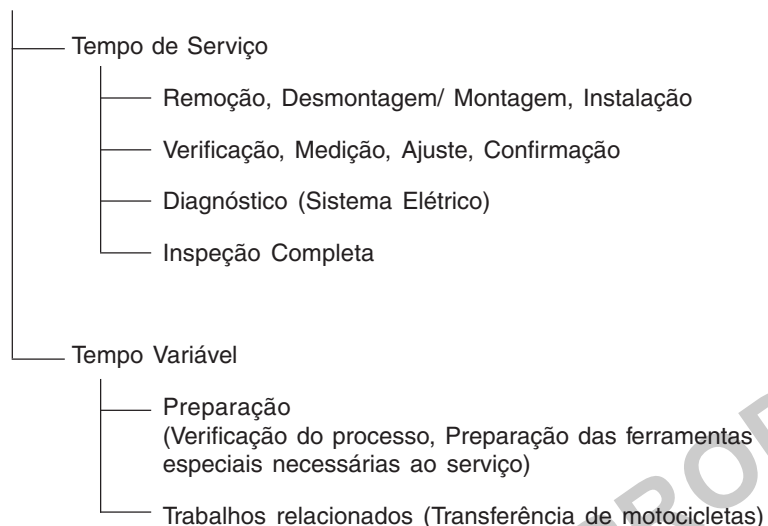 Tempo de Serviço
Remoção, Desmontagem/ Montagem, Instalação
Verificação, Medição, Ajuste, Confirmação
Diagnóstico (Sistema Elétrico)
Inspeção Completa
Tempo Variável
Preparação
(Verificação do processo, Preparação das ferramentas
especiais necessárias ao serviço)
Trabalhos relacionados (Transferência de motocicletas)